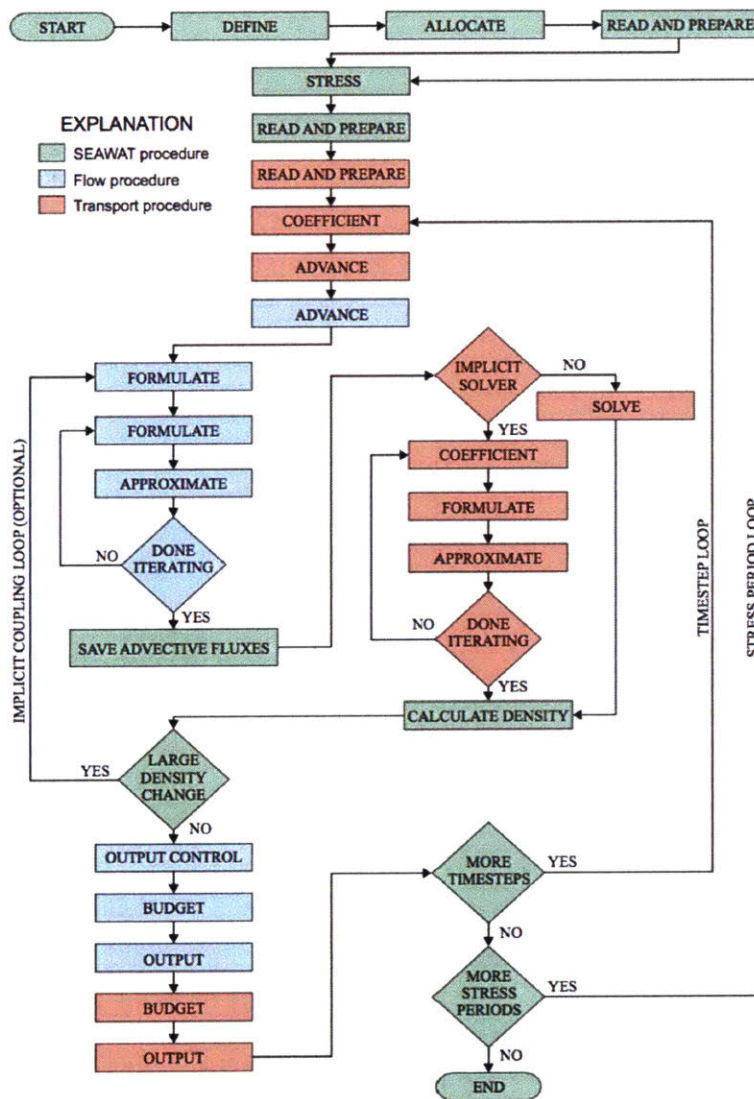 START
DEFINE
ALLOCATE
READ AND PREPARE
STRESS
READ AND PREPARE
READ AND PREPARE
COEFFICIENT
ADVANCE
ADVANCE
EXPLANATION
SEAWAT procedure
Flow procedure
Transport procedure
FORMULATE
FORMULATE
APPROXIMATE
DONE
ITERATING
NO
YES
SAVE ADVECTIVE FLUXES
IMPLICIT COUPLING LOOP (OPTIONAL)
IMPLICIT
SOLVER
NO
SOLVE
YES
COEFFICIENT
FORMULATE
APPROXIMATE
DONE
ITERATING
NO
YES
CALCULATE DENSITY
LARGE
DENSITY
CHANGE
YES
NO
OUTPUT CONTROL
BUDGET
OUTPUT
BUDGET
OUTPUT
MORE
TIMESTEPS
YES
NO
MORE
STRESS
PERIODS
YES
NO
END
TIMESTEP LOOP
STRESS PERIOD LOOP